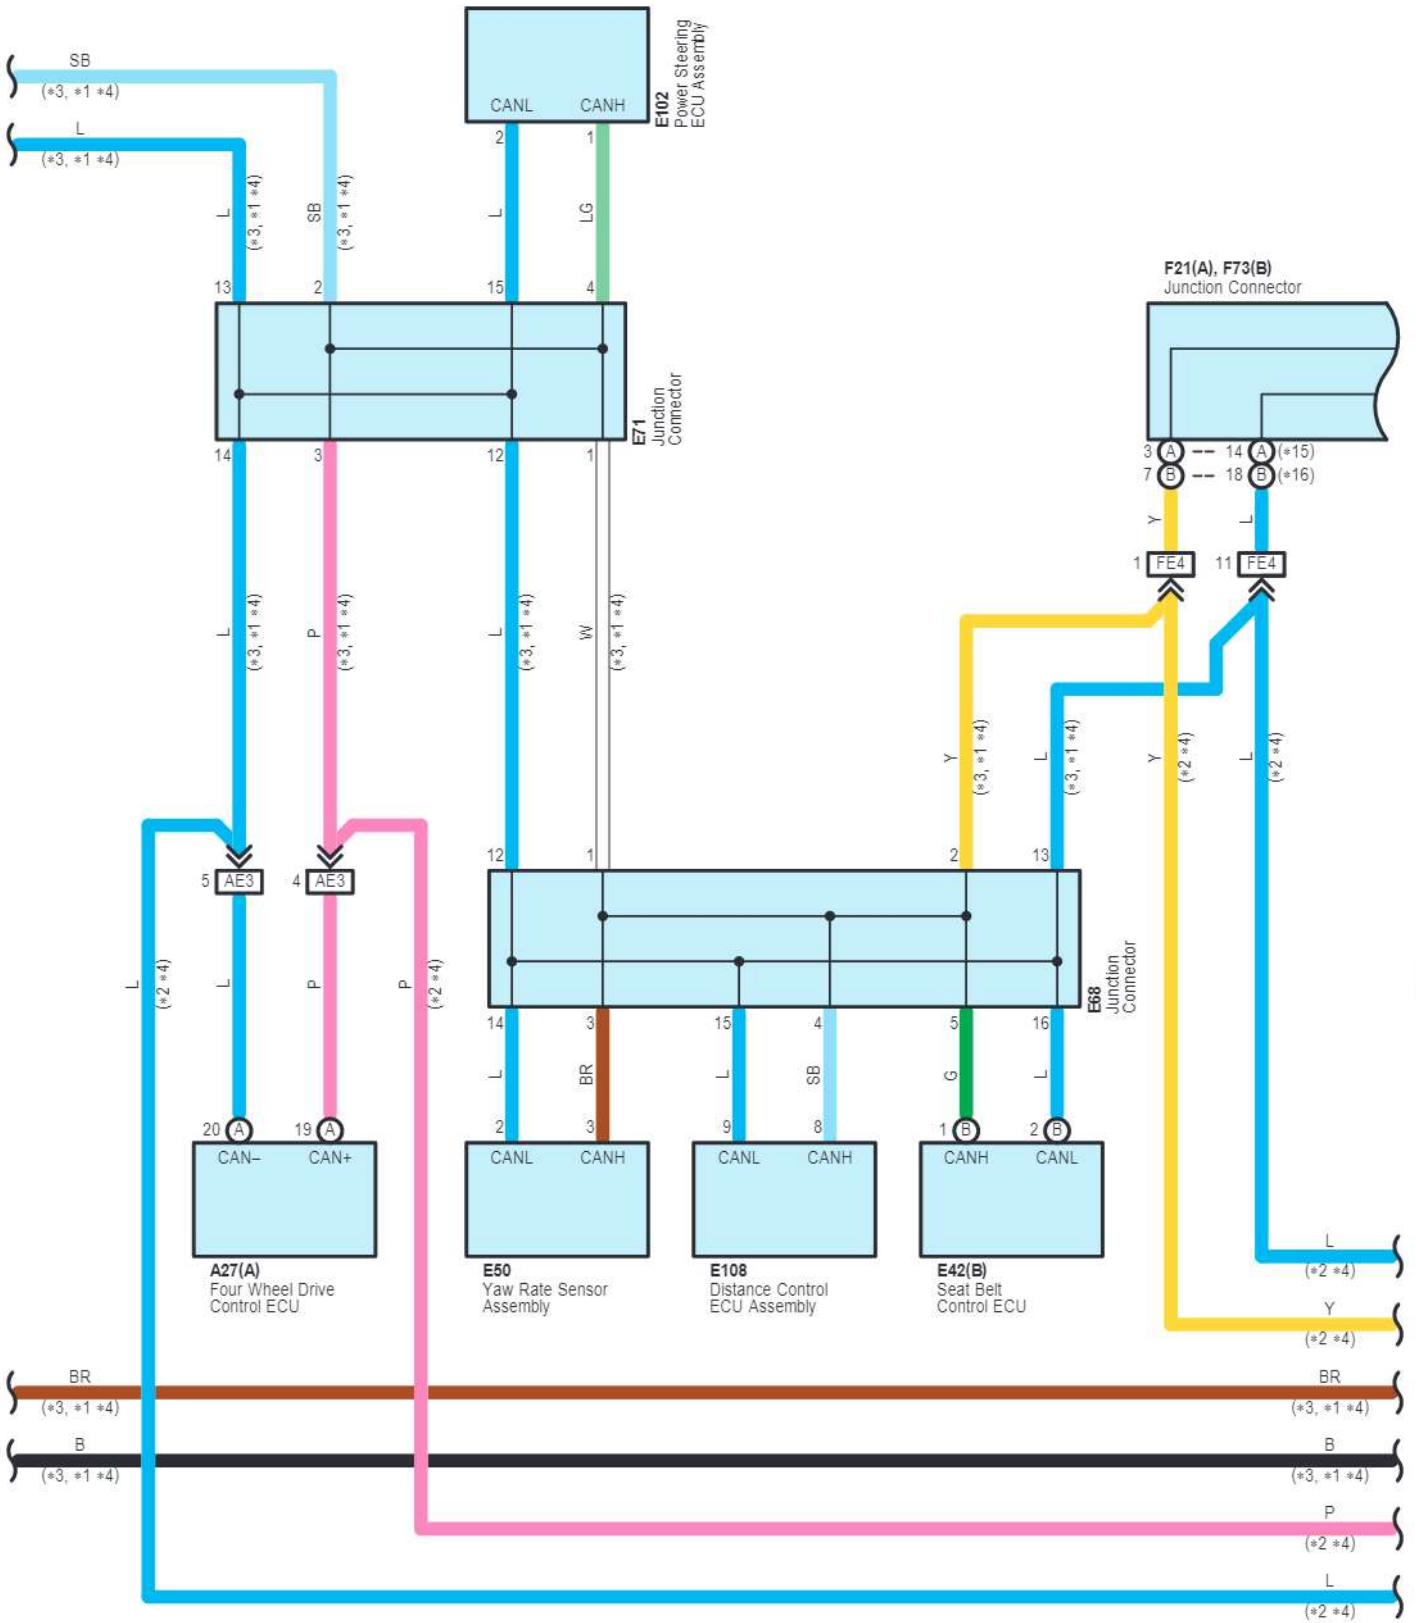 SB
(*3, *1 *4)
L
(*3, *1 *4)
CANL CANH
E102
Power Steering
ECU Assembly
2 1
L
(*3, *1 *4)
SB
(*3, *1 *4)
L
LG
13 2 15 4
E71
Junction
Connector
F21(A), F73(B)
Junction Connector
14 3 12 1
3 A -- 14 A (*15)
7 B -- 18 B (*16)
Y L
1 FE4 11 FE4
L
(*3, *1 *4)
P
(*3, *1 *4)
L
(*3, *1 *4)
W
(*3, *1 *4)
Y
(*3, *1 *4)
L
(*3, *1 *4)
Y
(*2 *4)
L
(*2 *4)
12 1 2 13
5 AE3 4 AE3
E68
Junction
Connector
L
(*2 *4)
L
P
P
(*2 *4)
14 3 15 4 5 16
L BR L SB G L
20 A 19 A 2 3 9 8 1 B 2 B
CAN– CAN+ CANL CANH CANL CANH CANH CANL
A27(A)
Four Wheel Drive
Control ECU
E50
Yaw Rate Sensor
Assembly
E108
Distance Control
ECU Assembly
E42(B)
Seat Belt
Control ECU
L
(*2 *4)
Y
(*2 *4)
BR BR
(*3, *1 *4) (*3, *1 *4)
B B
(*3, *1 *4) (*3, *1 *4)
P
(*2 *4)
L
(*2 *4)